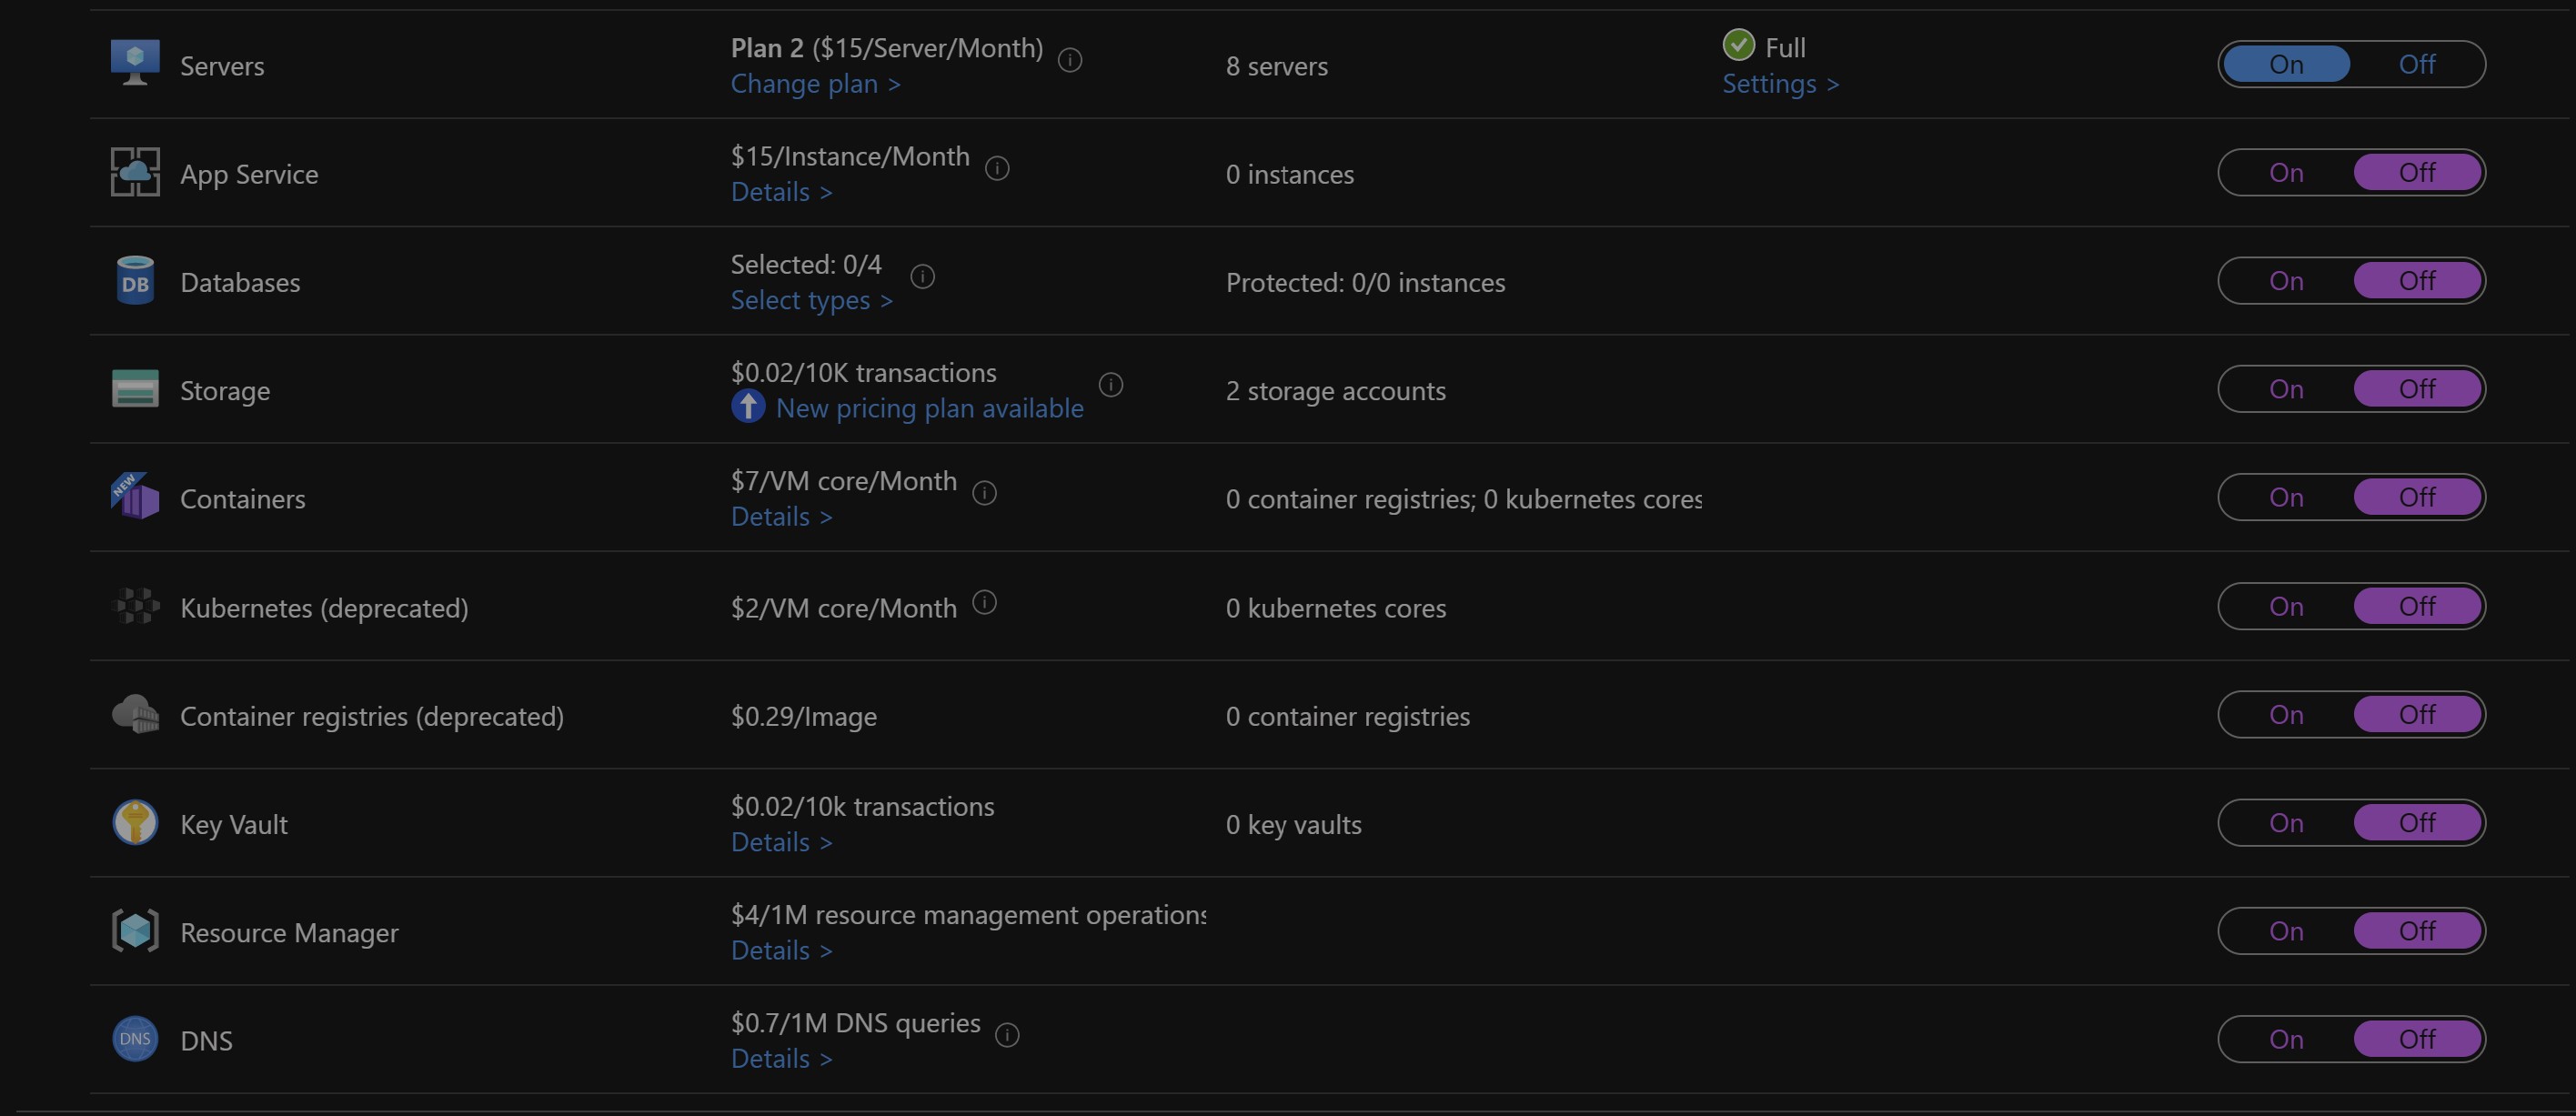 Servers
Plan 2 ($15/Server/Month)
Change plan >
8 servers
Full
Settings >
On Off
App Service
$15/Instance/Month
Details >
0 instances
On Off
DB
Databases
Selected: 0/4
Select types >
Protected: 0/0 instances
On Off
Storage
$0.02/10K transactions
New pricing plan available
2 storage accounts
On Off
NEW
Containers
$7/VM core/Month
Details >
0 container registries; 0 kubernetes cores
On Off
Kubernetes (deprecated)
$2/VM core/Month
0 kubernetes cores
On Off
Container registries (deprecated)
$0.29/Image
0 container registries
On Off
Key Vault
$0.02/10k transactions
Details >
0 key vaults
On Off
Resource Manager
$4/1M resource management operations
Details >
On Off
DNS
DNS
$0.7/1M DNS queries
Details >
On Off